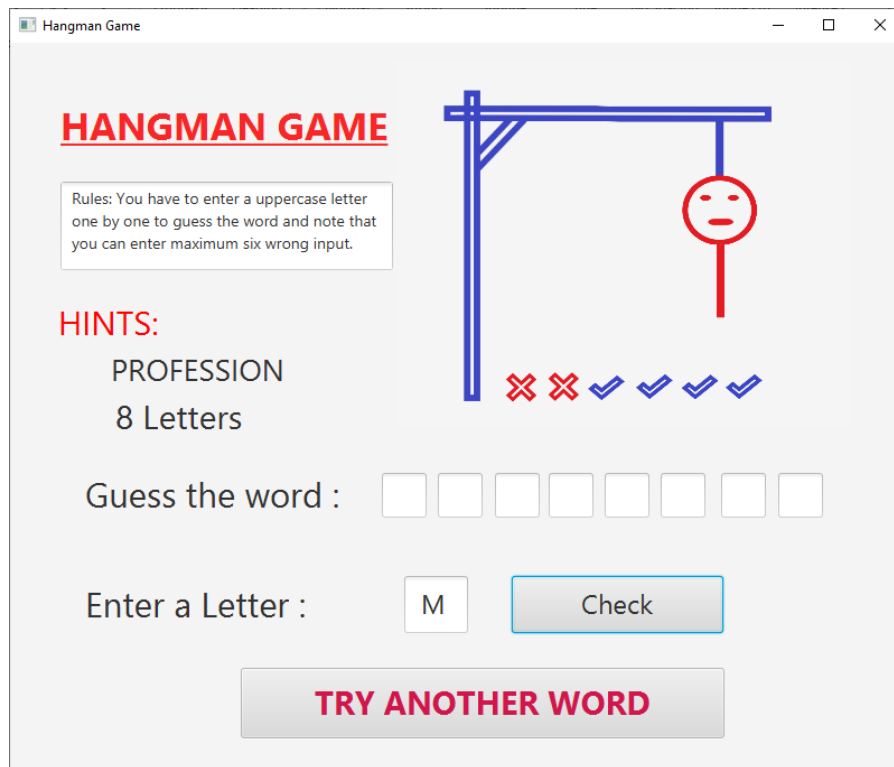 Hangman Game
HANGMAN GAME
Rules: You have to enter a uppercase letter
one by one to guess the word and note that
you can enter maximum six wrong input.
HINTS:
PROFESSION
8 Letters
Guess the word :
Enter a Letter :
M
Check
TRY ANOTHER WORD